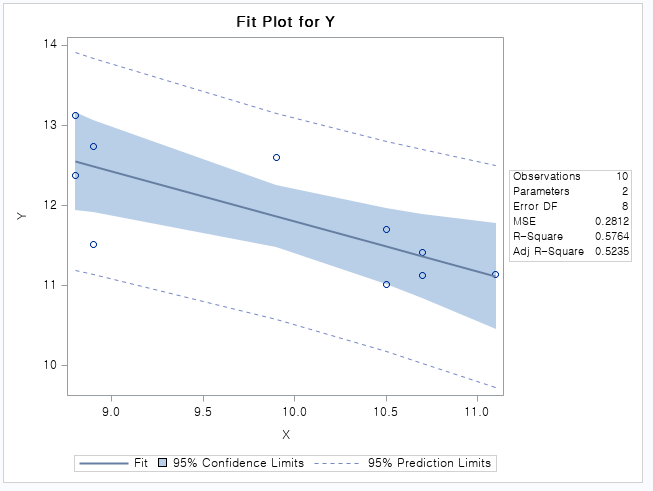 Fit Plot for Y
14
13
12
11
10
Y
9.0 9.5 10.0 10.5 11.0
X
Observations 10
Parameters 2
Error DF 8
MSE 0.2812
R-Square 0.5764
Adj R-Square 0.5235
Fit 95% Confidence Limits 95% Prediction Limits